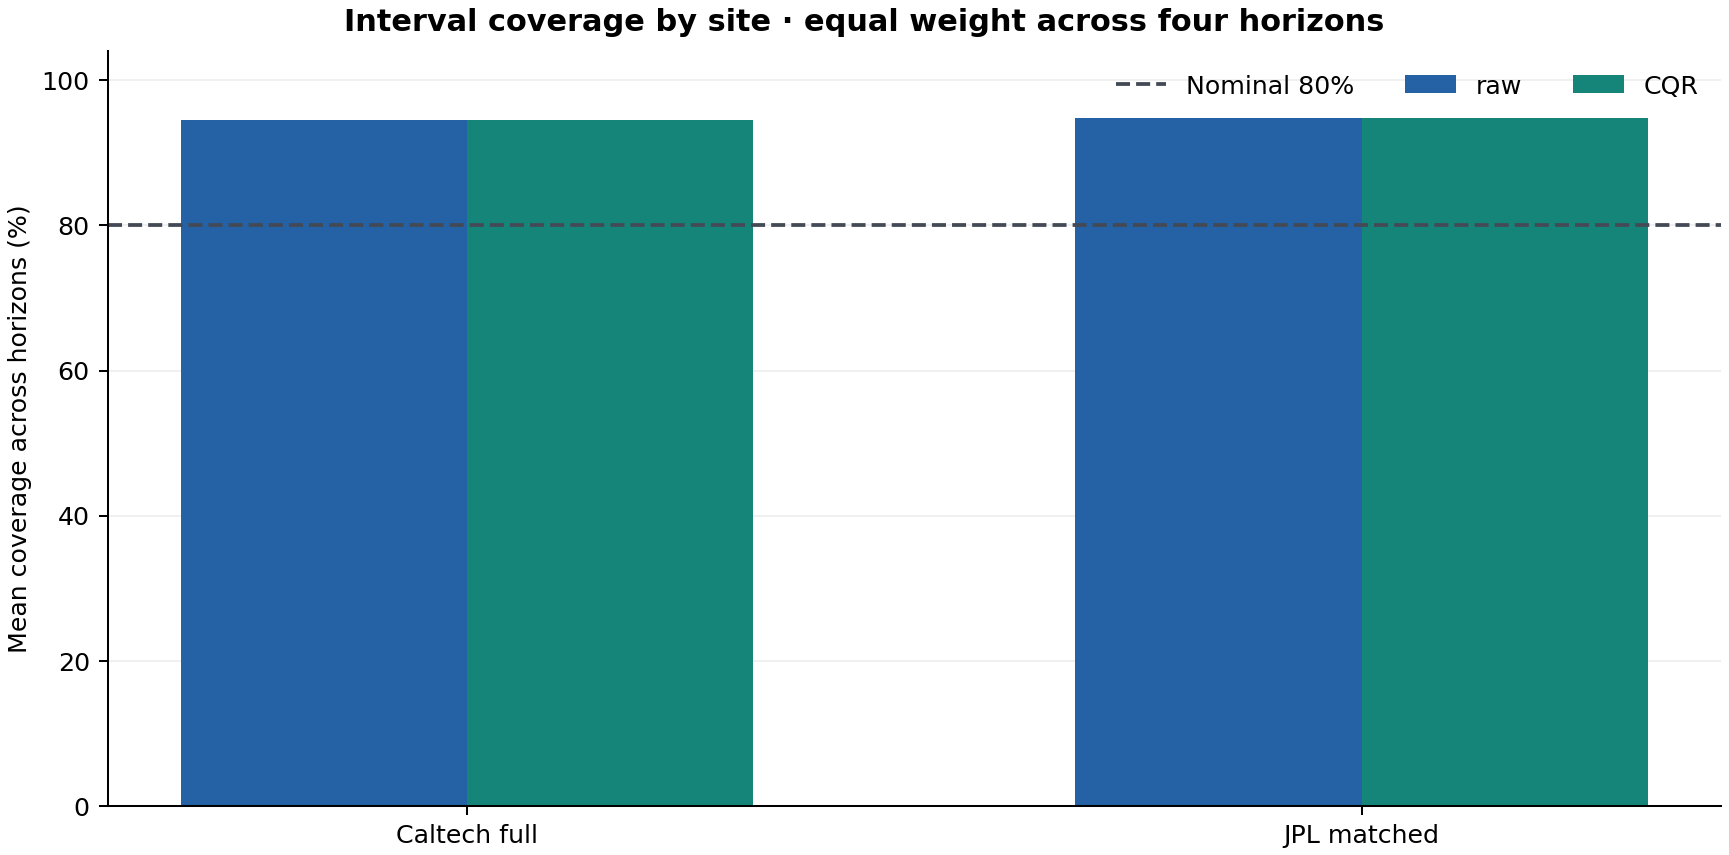 Interval coverage by site · equal weight across four horizons
Nominal 80%
raw
CQR
Mean coverage across horizons (%)
100
80
60
40
20
0
Caltech full
JPL matched